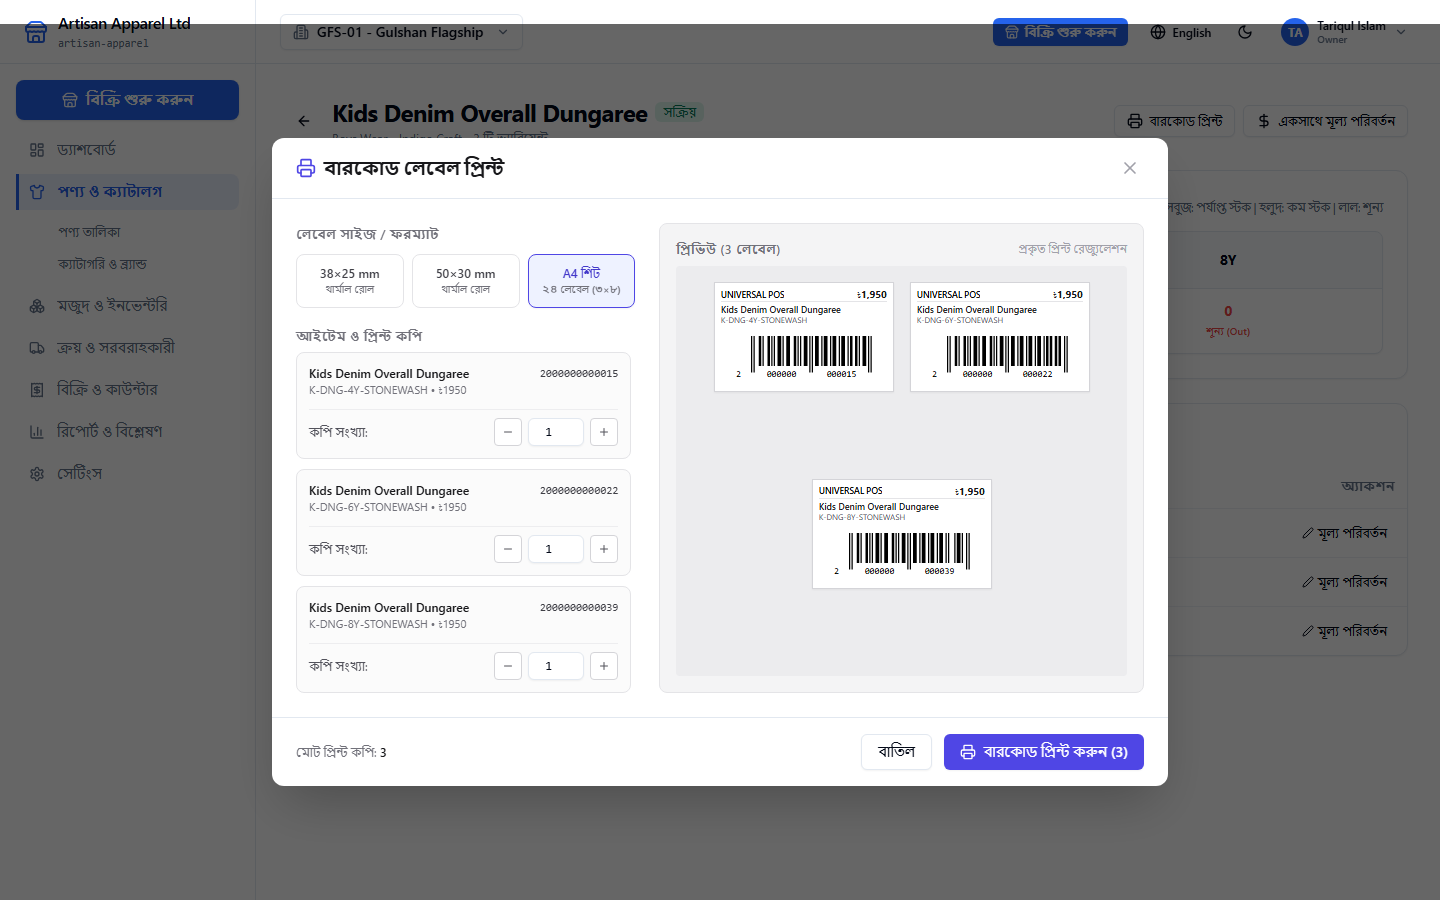 Artisan Apparel Ltd
artisan-apparel
GFS-01 - Gulshan Flagship
বিক্রি শুরু করুন
English
TA
Tariqul Islam
Owner
বিক্রি শুরু করুন
ড্যাশবোর্ড
পণ্য ও ক্যাটালগ
পণ্য তালিকা
ক্যাটাগরি ও ব্র্যান্ড
মজুদ ও ইনভেন্টরি
ক্রয় ও সরবরাহকারী
বিক্রি ও কাউন্টার
রিপোর্ট ও বিশ্লেষণ
সেটিংস
Kids Denim Overall Dungaree
সক্রিয়
বারকোড প্রিন্ট
একসাথে মূল্য পরিবর্তন
সবুজ: পর্যাপ্ত স্টক | হলুদ: কম স্টক | লাল: শূন্য
8Y
0
শূন্য (Out)
অ্যাকশন
মূল্য পরিবর্তন
মূল্য পরিবর্তন
মূল্য পরিবর্তন
বারকোড লেবেল প্রিন্ট
লেবেল সাইজ / ফরম্যাট
38×25 mm
থার্মাল রোল
50×30 mm
থার্মাল রোল
A4 শিট
২৪ লেবেল (৩×৮)
আইটেম ও প্রিন্ট কপি
Kids Denim Overall Dungaree
2000000000015
K-DNG-4Y-STONEWASH • ৳1950
কপি সংখ্যা:
1
Kids Denim Overall Dungaree
2000000000022
K-DNG-6Y-STONEWASH • ৳1950
কপি সংখ্যা:
1
Kids Denim Overall Dungaree
2000000000039
K-DNG-8Y-STONEWASH • ৳1950
কপি সংখ্যা:
1
প্রিভিউ (3 লেবেল)
প্রকৃত প্রিন্ট রেজ্যুলেশন
UNIVERSAL POS ৳1,950
Kids Denim Overall Dungaree
K-DNG-4Y-STONEWASH
2 000000 000015
UNIVERSAL POS ৳1,950
Kids Denim Overall Dungaree
K-DNG-6Y-STONEWASH
2 000000 000022
UNIVERSAL POS ৳1,950
Kids Denim Overall Dungaree
K-DNG-8Y-STONEWASH
2 000000 000039
মোট প্রিন্ট কপি: 3
বাতিল
বারকোড প্রিন্ট করুন (3)